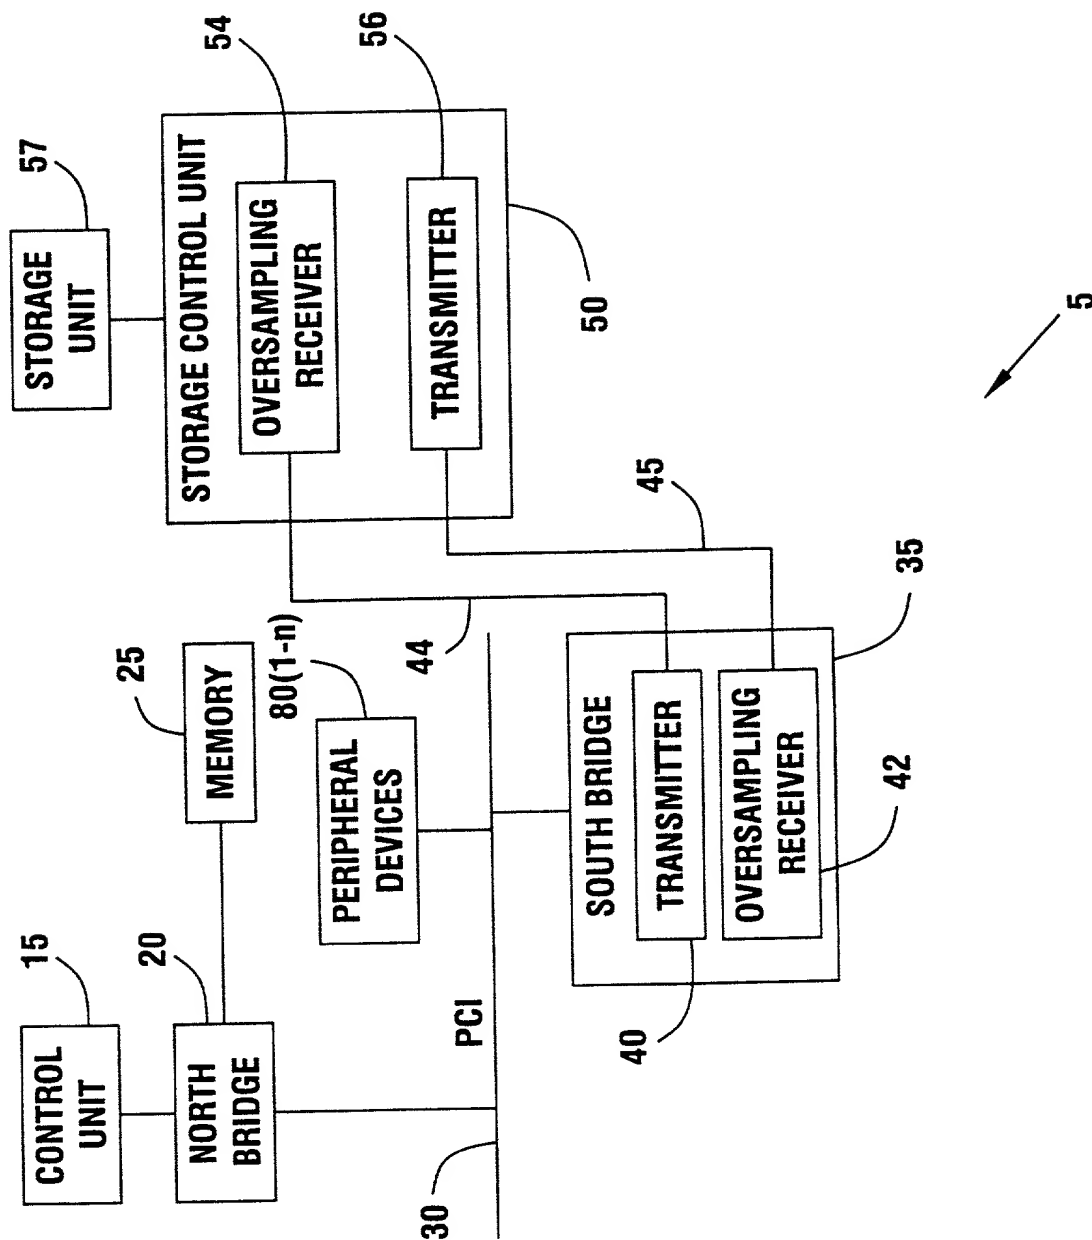 15
CONTROL
UNIT
20
NORTH
BRIDGE
25
MEMORY
80(1-n)
PERIPHERAL
DEVICES
PCI
30
57
STORAGE
UNIT
STORAGE CONTROL UNIT
54
OVERSAMPLING
RECEIVER
56
TRANSMITTER
50
44
45
35
SOUTH BRIDGE
TRANSMITTER
40
OVERSAMPLING
RECEIVER
42
5